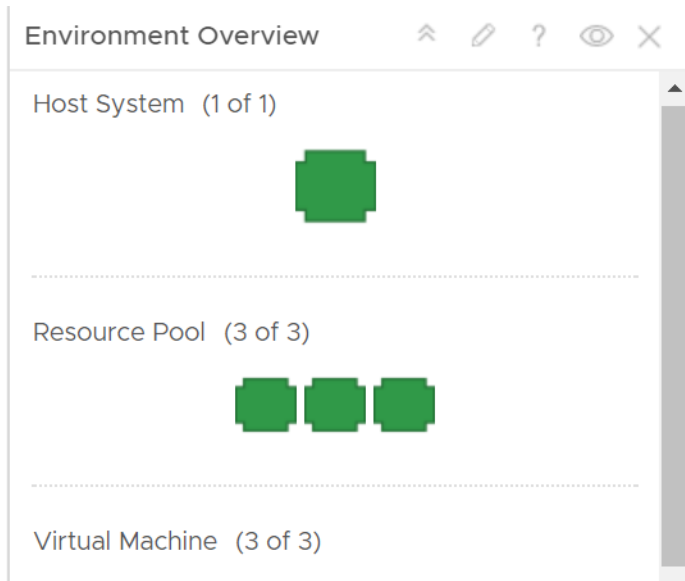 Environment Overview ?
Host System (1 of 1)
Resource Pool (3 of 3)
Virtual Machine (3 of 3)